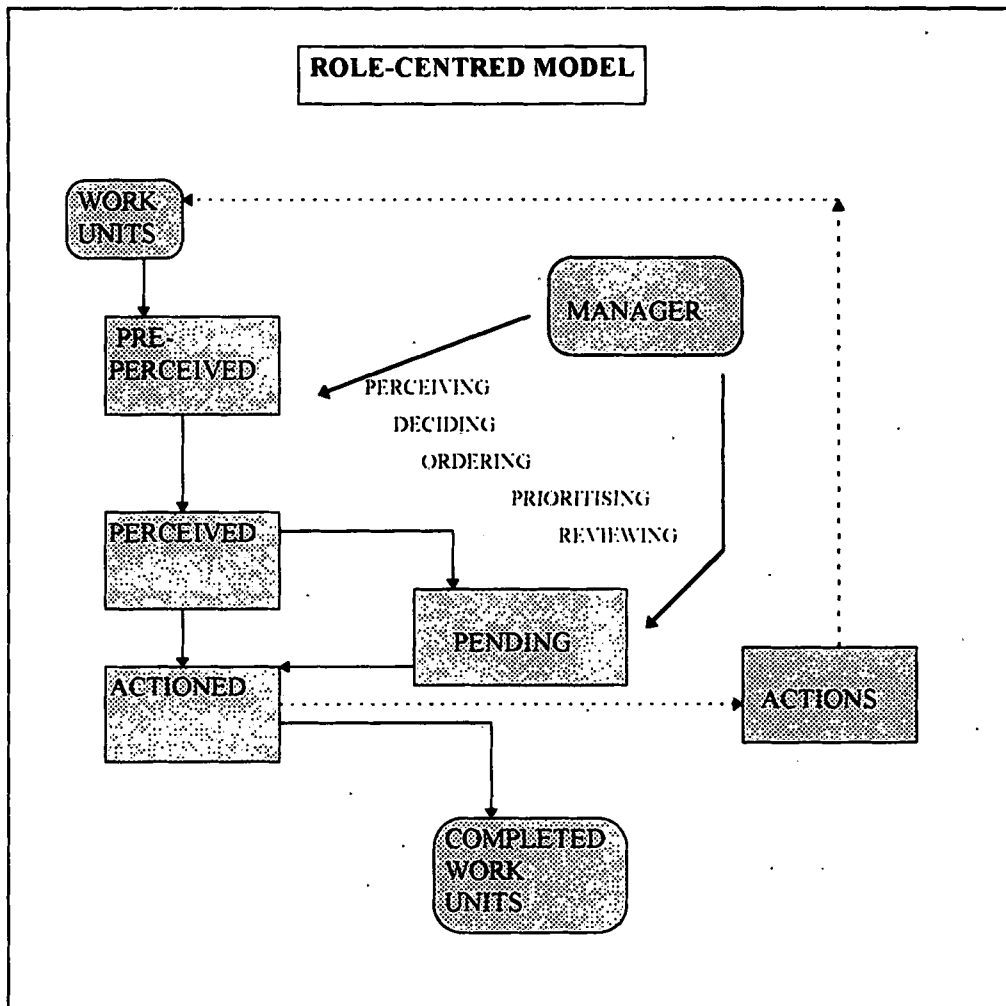 ROLE-CENTRED MODEL
WORK
UNITS
MANAGER
PRE-
PERCEIVED
PERCEIVING
DECIDING
ORDERING
PRIORITISING
REVIEWING
PERCEIVED
PENDING
ACTIONED
ACTIONS
COMPLETED
WORK
UNITS